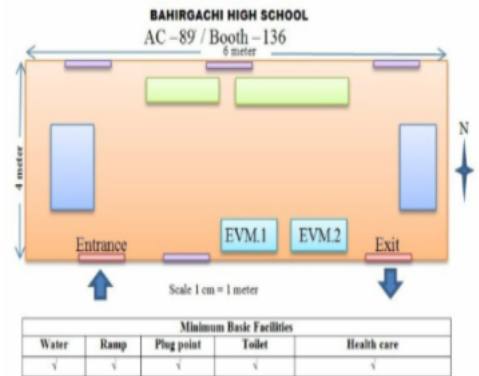 BAHIRGACHI HIGH SCHOOL
AC –89 / Booth –136
6 meter
4 meter
N
EVM.1 EVM.2
Entrance Exit
Scale 1 cm = 1 meter
Minimum Basic Facilities
Water Ramp Plug point Toilet Health care
√ √ √ √ √